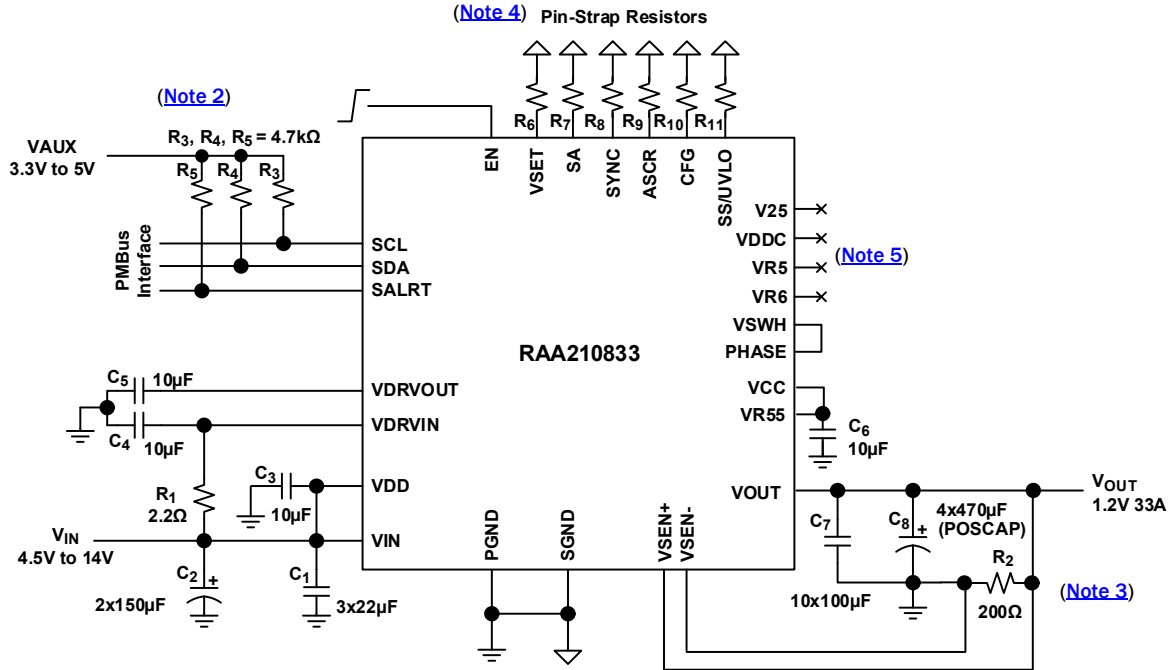 (Note 4) Pin-Strap Resistors
(Note 2)
R3, R4, R5 = 4.7kΩ
VAUX
3.3V to 5V
R5
R4
R3
R6
R7
R8
R9
R10
R11
EN
VSET
SA
SYNC
ASCR
CFG
SS/UVLO
PMBus
Interface
SCL
SDA
SALRT
V25
VDDC
VR5
VR6
(Note 5)
VSWH
PHASE
RAA210833
C5
10µF
VDRVOUT
VCC
C4
10µF
VDRVIN
VR55
C6
10µF
R1
2.2Ω
C3
10µF
VDD
VOUT
VOUT
1.2V 33A
VIN
4.5V to 14V
VIN
PGND
SGND
VSEN+
VSEN-
C7
10x100µF
C8
+
4x470µF
(POSCAP)
R2
200Ω
(Note 3)
C2
+
2x150µF
C1
3x22µF